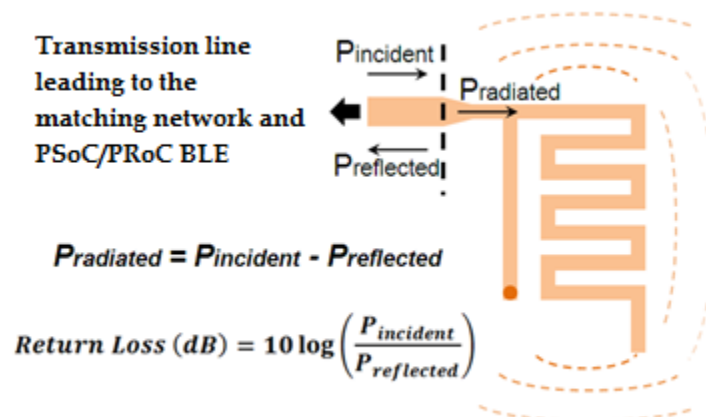 Transmission line
leading to the
matching network and
PSoC/PRoC BLE
Pincident
Pradiated
Preflected
Pradiated = Pincident - Preflected
Return Loss (dB) = 10 log(Pincident/Preflected)